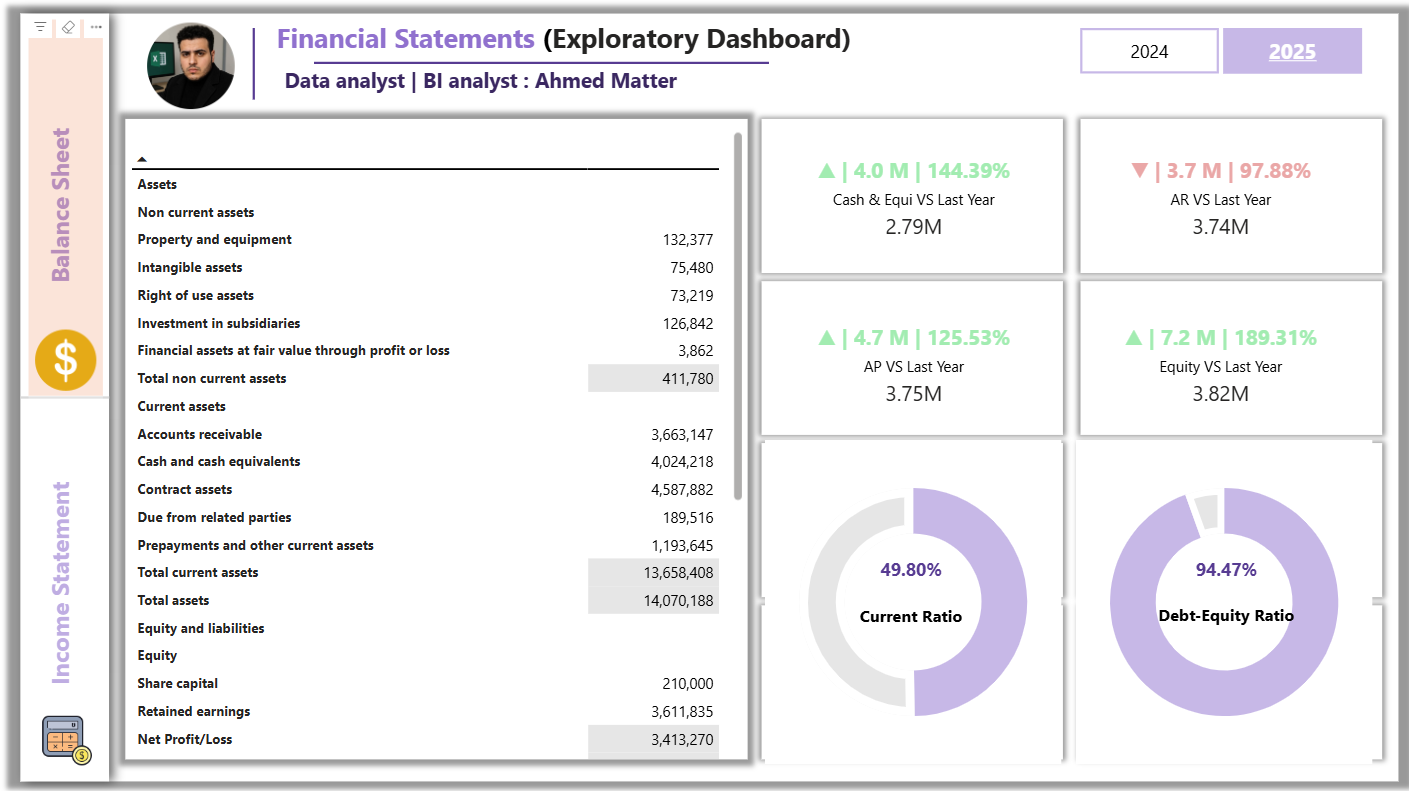 Financial Statements (Exploratory Dashboard)
Data analyst | BI analyst : Ahmed Matter
2024
2025
Balance Sheet
$
Income Statement
Assets
Non current assets
Property and equipment 132,377
Intangible assets 75,480
Right of use assets 73,219
Investment in subsidiaries 126,842
Financial assets at fair value through profit or loss 3,862
Total non current assets 411,780
Current assets
Accounts receivable 3,663,147
Cash and cash equivalents 4,024,218
Contract assets 4,587,882
Due from related parties 189,516
Prepayments and other current assets 1,193,645
Total current assets 13,658,408
Total assets 14,070,188
Equity and liabilities
Equity
Share capital 210,000
Retained earnings 3,611,835
Net Profit/Loss 3,413,270
▲ | 4.0 M | 144.39%
Cash & Equi VS Last Year
2.79M
▼ | 3.7 M | 97.88%
AR VS Last Year
3.74M
▲ | 4.7 M | 125.53%
AP VS Last Year
3.75M
▲ | 7.2 M | 189.31%
Equity VS Last Year
3.82M
49.80%
Current Ratio
94.47%
Debt-Equity Ratio